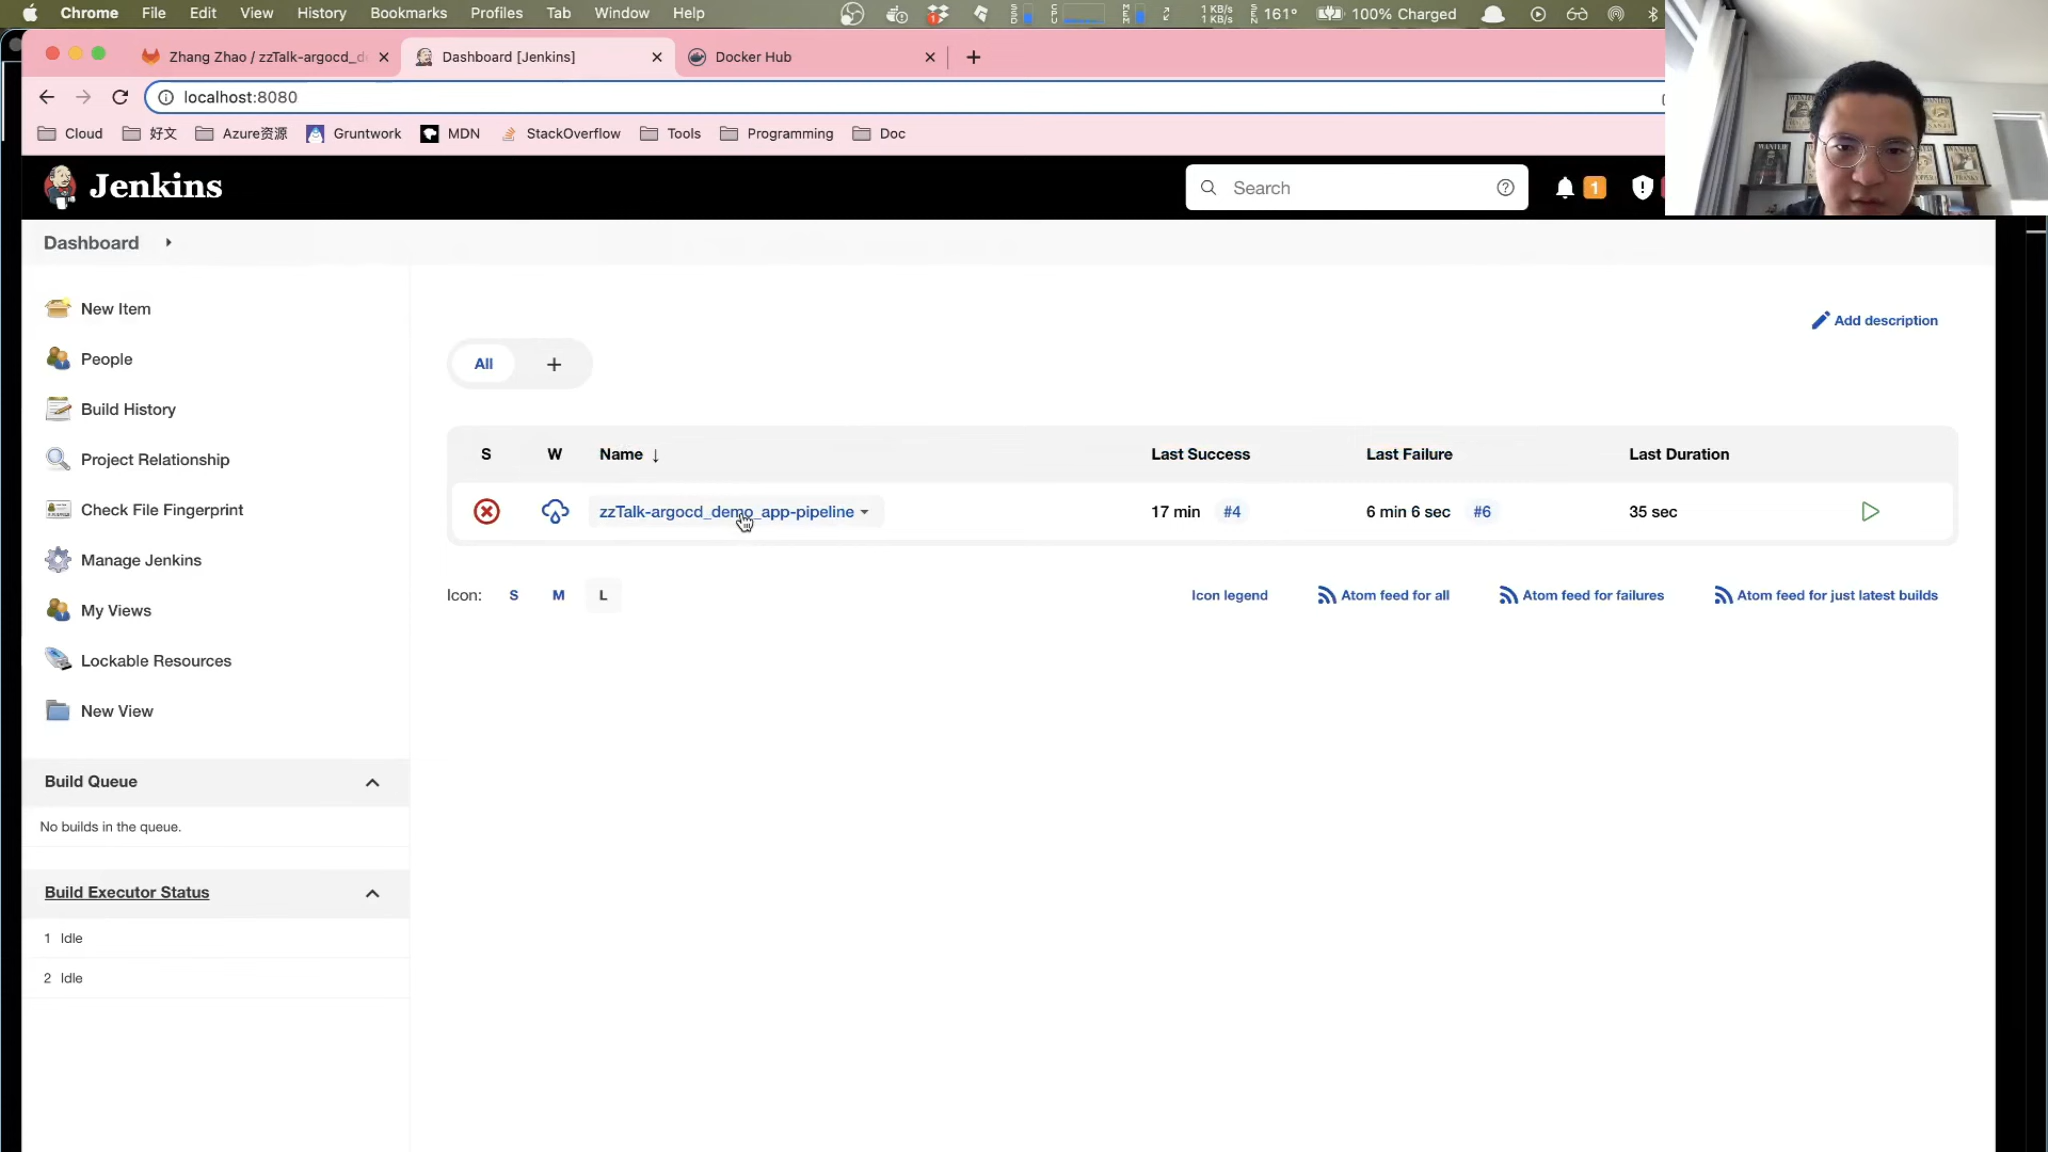 Chrome File Edit View History Bookmarks Profiles Tab Window Help 1 KB/s 1 KB/s 161° 100% Charged
Zhang Zhao / zzTalk-argocd_d Dashboard [Jenkins] Docker Hub
localhost:8080
Cloud 好文 Azure资源 Gruntwork MDN StackOverflow Tools Programming Doc
Jenkins Search 1
Dashboard
New Item
People
Build History
Project Relationship
Check File Fingerprint
Manage Jenkins
My Views
Lockable Resources
New View
Build Queue
No builds in the queue.
Build Executor Status
1 Idle
2 Idle
Add description
All +
S W Name ↓ Last Success Last Failure Last Duration
zzTalk-argocd_demo_app-pipeline 17 min #4 6 min 6 sec #6 35 sec
Icon: S M L Icon legend Atom feed for all Atom feed for failures Atom feed for just latest builds